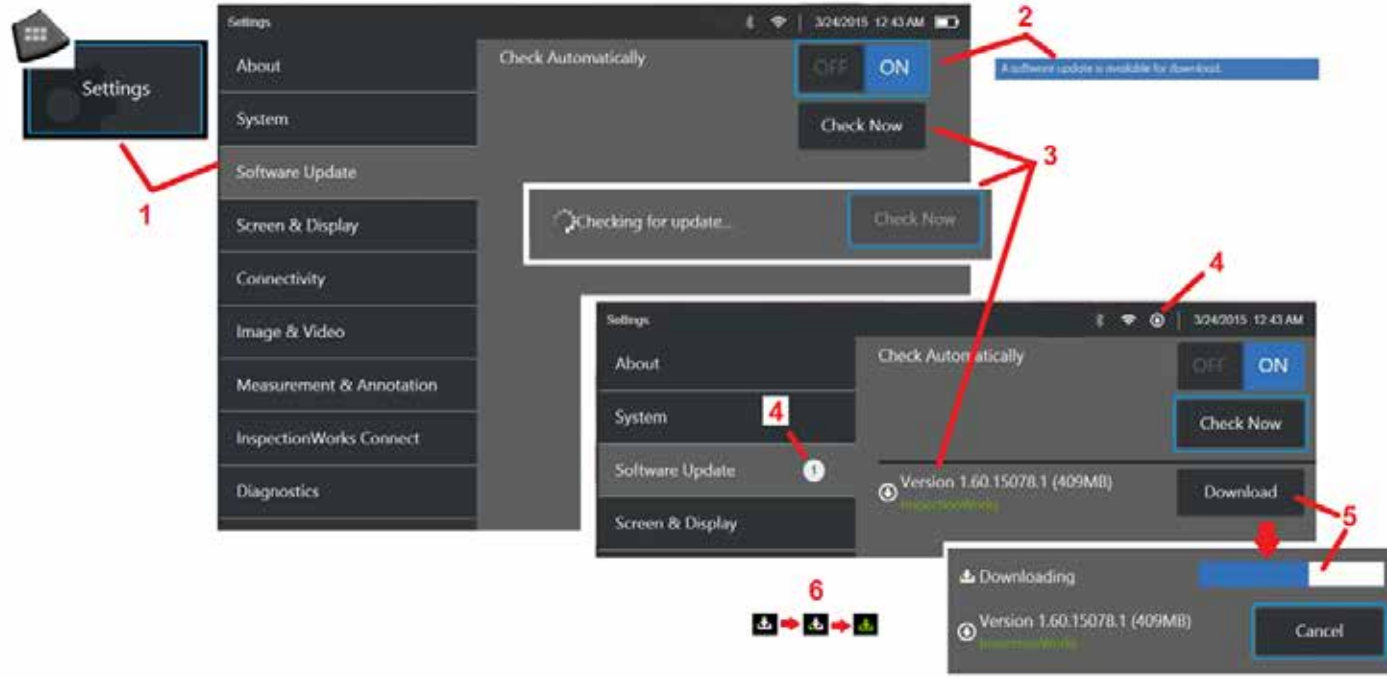 Settings
1
Settings
3/24/2015 12:43 AM
About
System
Software Update
Screen & Display
Connectivity
Image & Video
Measurement & Annotation
InspectionWorks Connect
Diagnostics
Check Automatically
OFF ON
Check Now
2
A software update is available for download.
3
Checking for update...
Check Now
4
Settings
3/24/2015 12:43 AM
About
System
Software Update
1
Screen & Display
4
Check Automatically
OFF ON
Check Now
Version 1.60.15078.1 (409MB)
InspectionWorks
Download
5
Downloading
Version 1.60.15078.1 (409MB)
InspectionWorks
Cancel
6